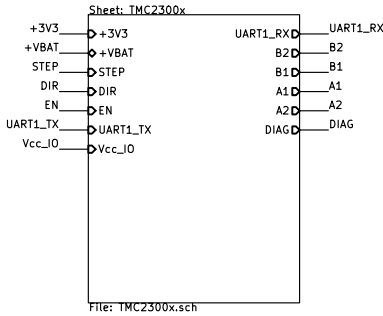 Sheet: TMC2300x
+3V3 +3V3 UART1_RX UART1_RX
+VBAT +VBAT B2 B2
STEP STEP B1 B1
DIR DIR A1 A1
EN EN A2 A2
UART1_TX UART1_TX DIAG DIAG
Vcc_IO Vcc_IO
File: TMC2300x.sch